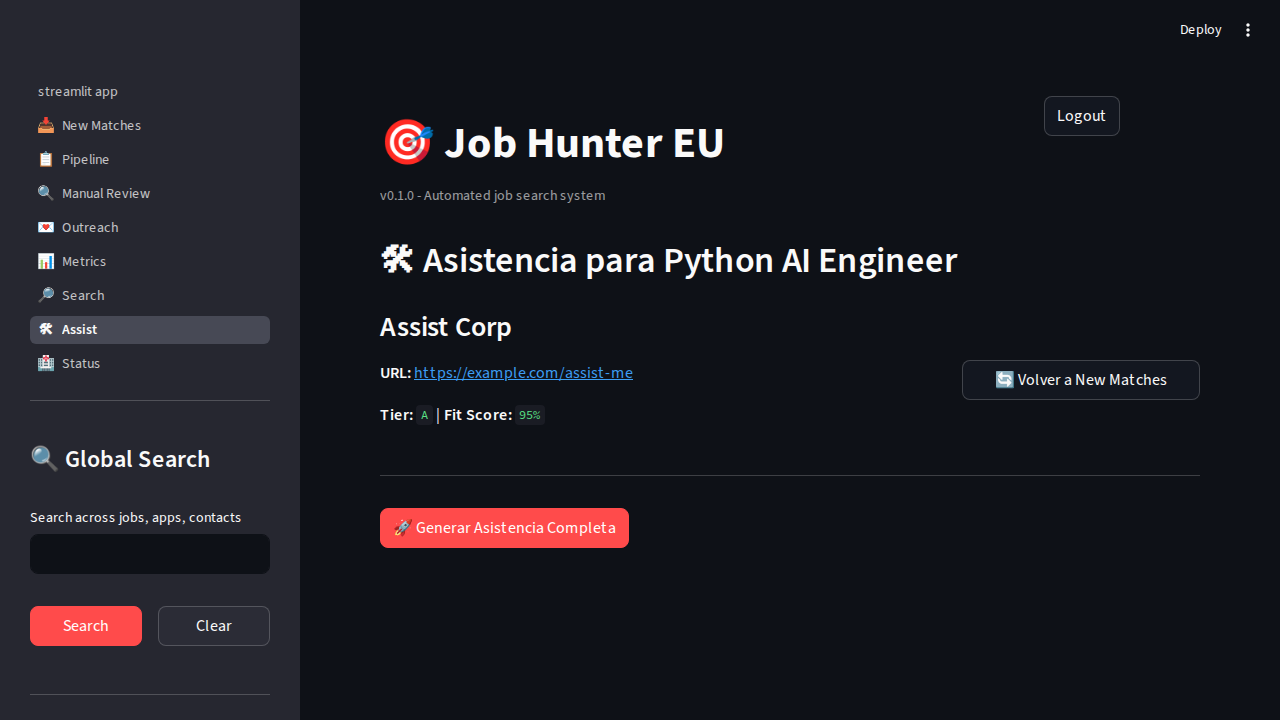 Deploy
streamlit app
New Matches
Pipeline
Manual Review
Outreach
Metrics
Search
Assist
Status
Global Search
Search across jobs, apps, contacts
Search
Clear
Logout
Job Hunter EU
v0.1.0 - Automated job search system
Asistencia para Python AI Engineer
Assist Corp
URL: https://example.com/assist-me
Volver a New Matches
Tier: A | Fit Score: 95%
Generar Asistencia Completa